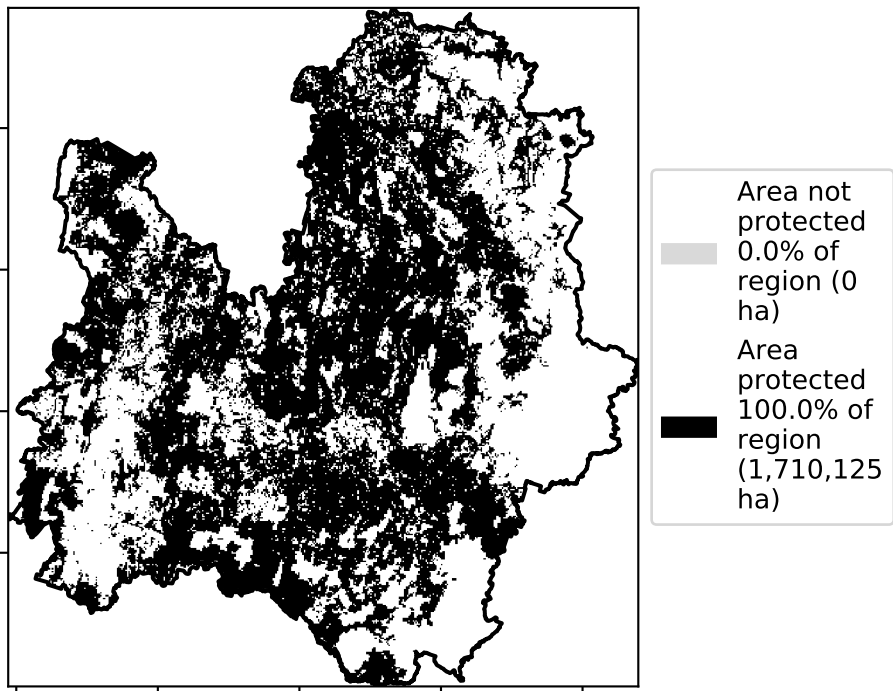 Area not
protected
0.0% of
region (0
ha)
Area
protected
100.0% of
region
(1,710,125
ha)